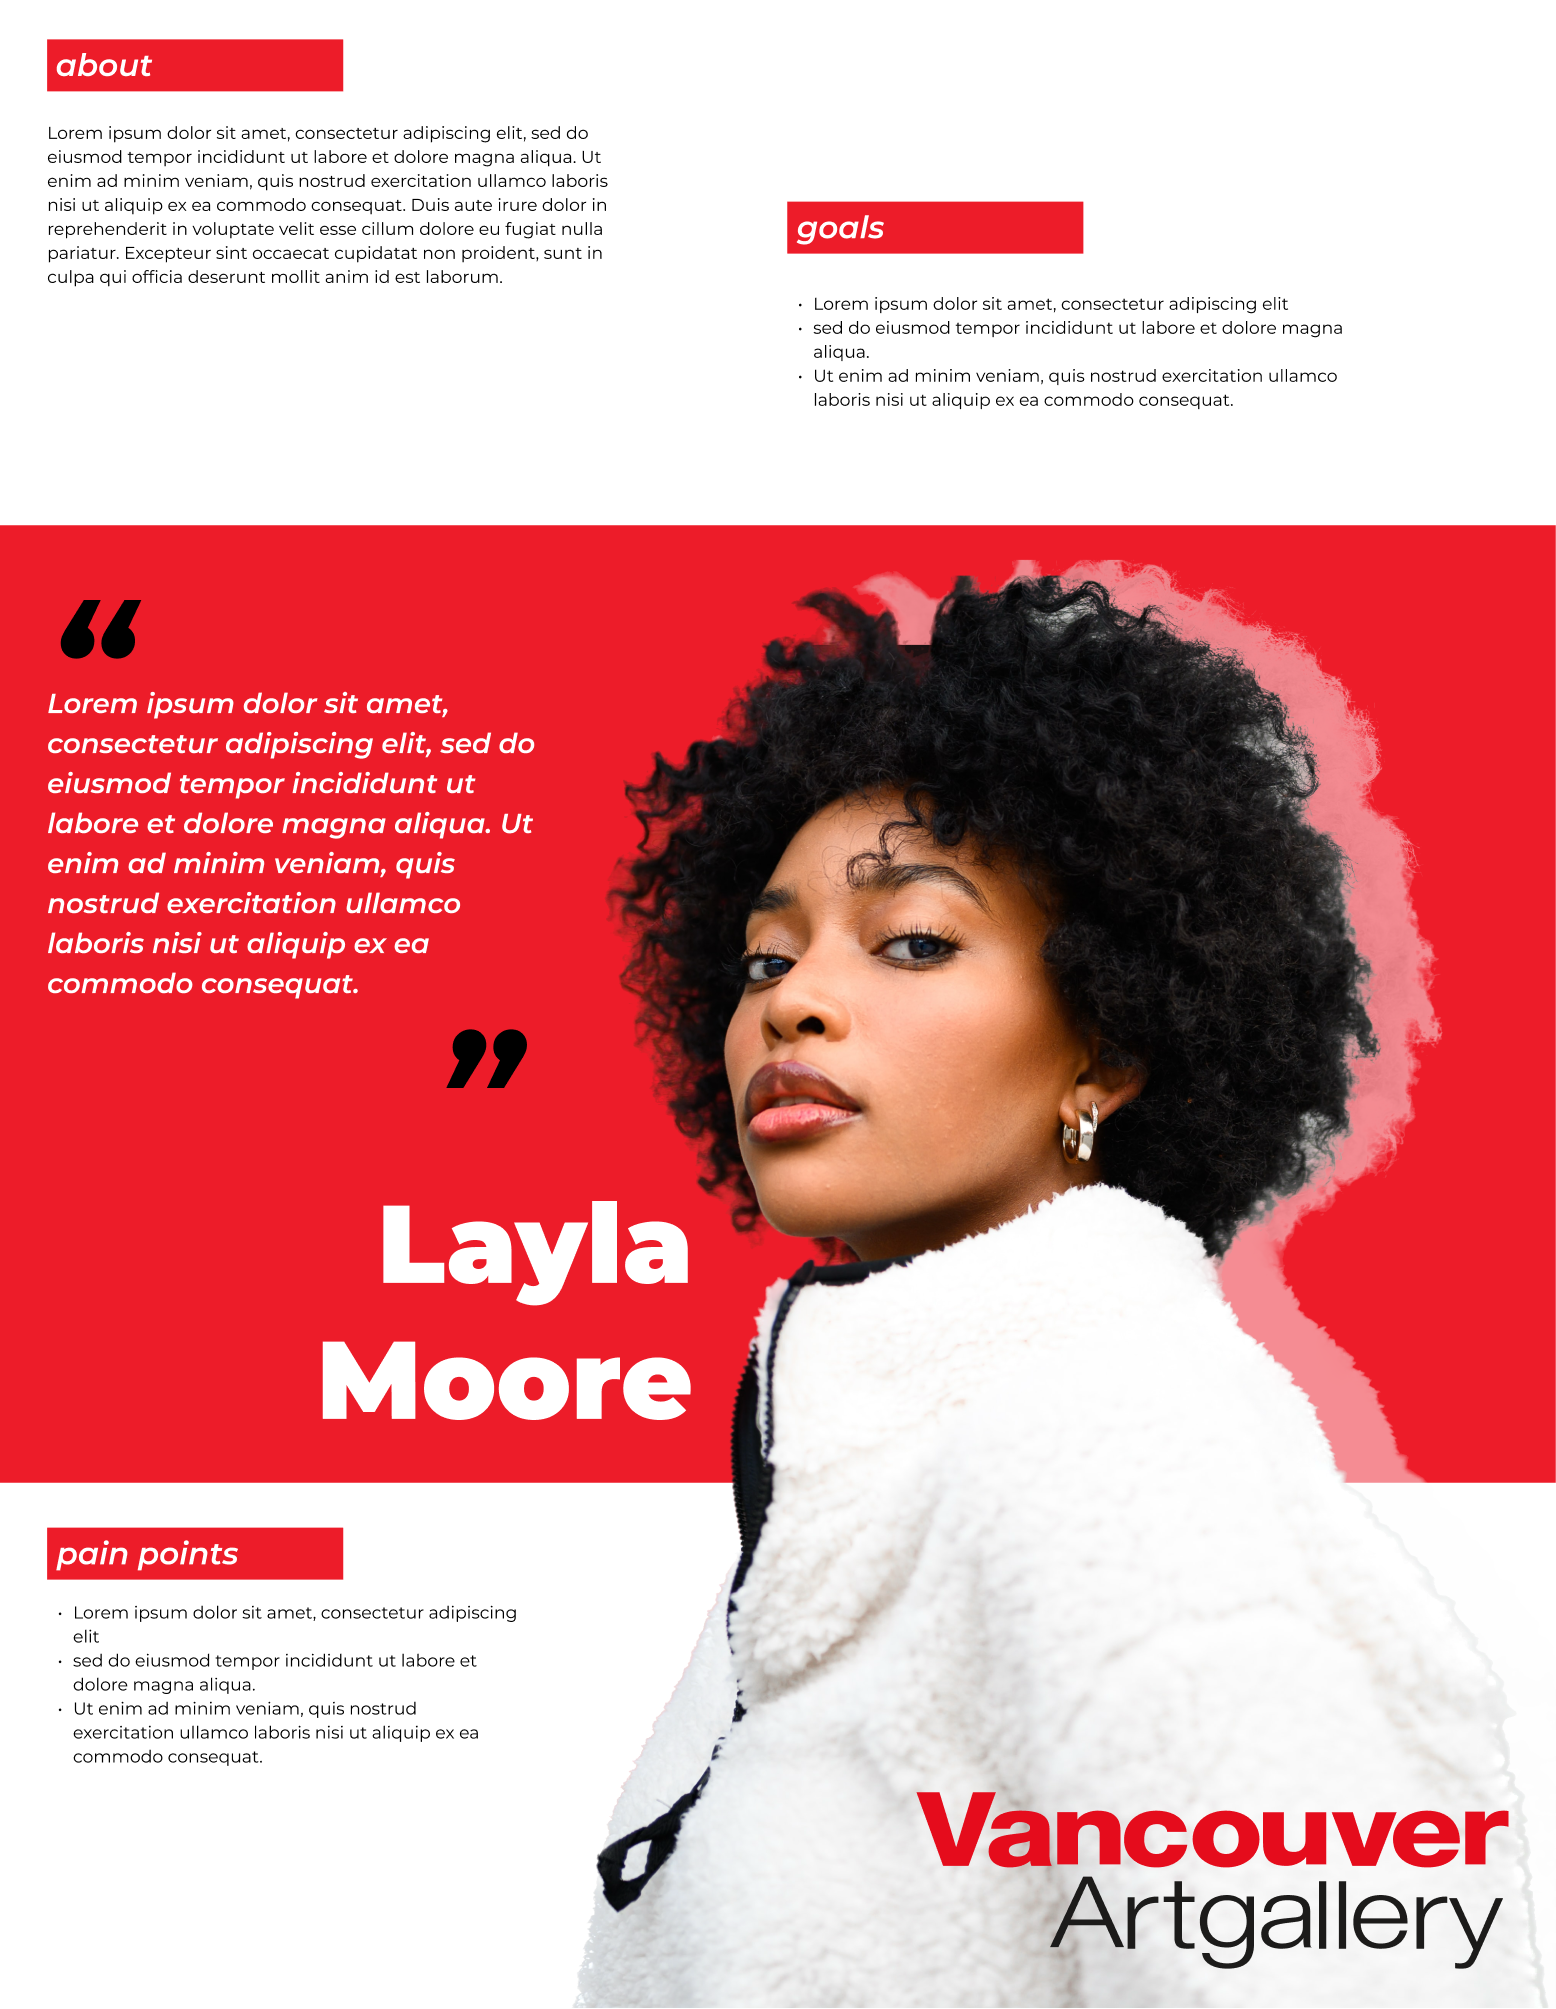 about
Lorem ipsum dolor sit amet, consectetur adipiscing elit, sed do
eiusmod tempor incididunt ut labore et dolore magna aliqua. Ut
enim ad minim veniam, quis nostrud exercitation ullamco laboris
nisi ut aliquip ex ea commodo consequat. Duis aute irure dolor in
reprehenderit in voluptate velit esse cillum dolore eu fugiat nulla
pariatur. Excepteur sint occaecat cupidatat non proident, sunt in
culpa qui officia deserunt mollit anim id est laborum.
goals
• Lorem ipsum dolor sit amet, consectetur adipiscing elit
• sed do eiusmod tempor incididunt ut labore et dolore magna
aliqua.
• Ut enim ad minim veniam, quis nostrud exercitation ullamco
laboris nisi ut aliquip ex ea commodo consequat.
“
Lorem ipsum dolor sit amet,
consectetur adipiscing elit, sed do
eiusmod tempor incididunt ut
labore et dolore magna aliqua. Ut
enim ad minim veniam, quis
nostrud exercitation ullamco
laboris nisi ut aliquip ex ea
commodo consequat.
”
Layla
Moore
pain points
• Lorem ipsum dolor sit amet, consectetur adipiscing
elit
• sed do eiusmod tempor incididunt ut labore et
dolore magna aliqua.
• Ut enim ad minim veniam, quis nostrud
exercitation ullamco laboris nisi ut aliquip ex ea
commodo consequat.
Vancouver
Artgallery